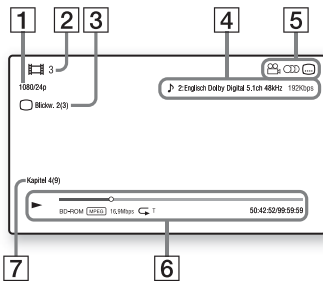 1 2 3 4 5
3
1080/24p
2:Englisch Dolby Digital 5.1ch 48kHz 192Kbps
Blickw. 2(3)
Kapitel 4(9)
BD-ROM MPEG 16,9Mbps T 50:42:52/99:59:59
7 6